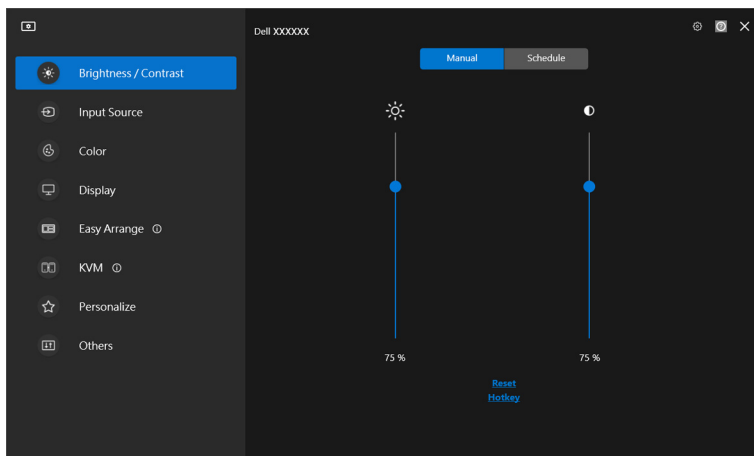 Dell XXXXXX
Manual
Schedule
Brightness / Contrast
Input Source
Color
Display
Easy Arrange
KVM
Personalize
Others
75 %
75 %
Reset
Hotkey